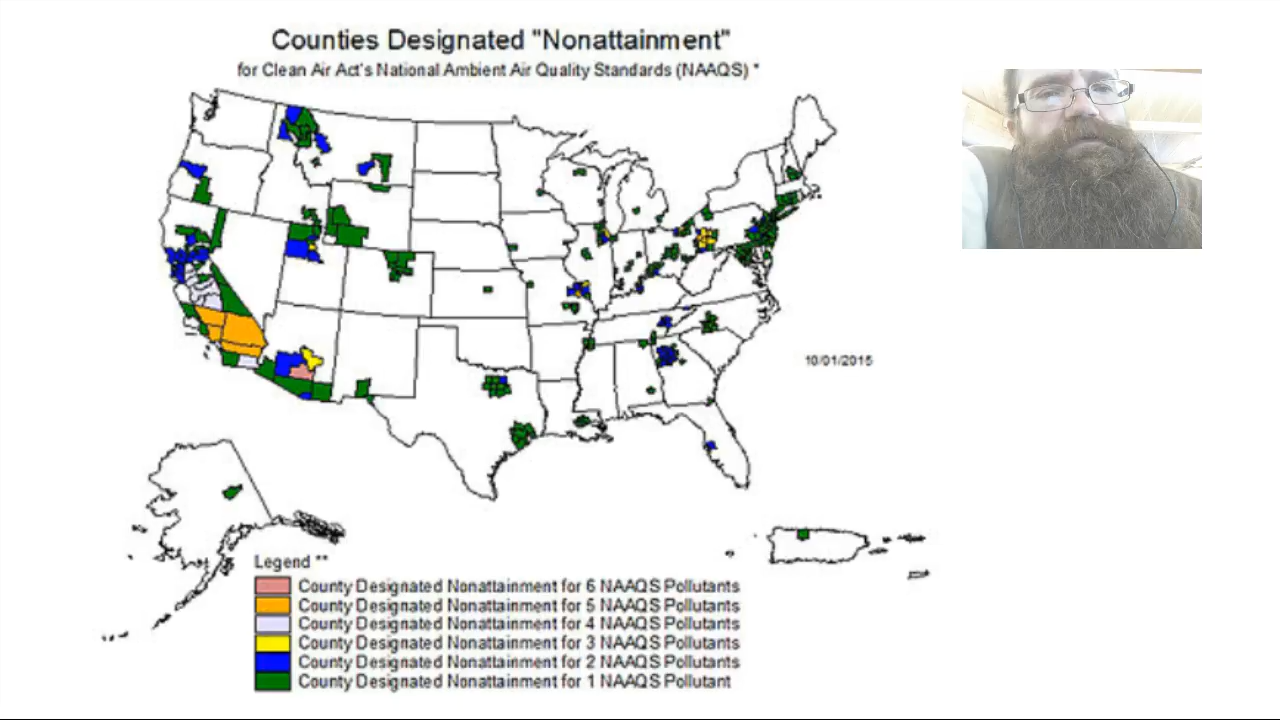 Counties Designated "Nonattainment"
for Clean Air Act's National Ambient Air Quality Standards (NAAQS) *
10/01/2015
Legend **
County Designated Nonattainment for 6 NAAQS Pollutants
County Designated Nonattainment for 5 NAAQS Pollutants
County Designated Nonattainment for 4 NAAQS Pollutants
County Designated Nonattainment for 3 NAAQS Pollutants
County Designated Nonattainment for 2 NAAQS Pollutants
County Designated Nonattainment for 1 NAAQS Pollutant